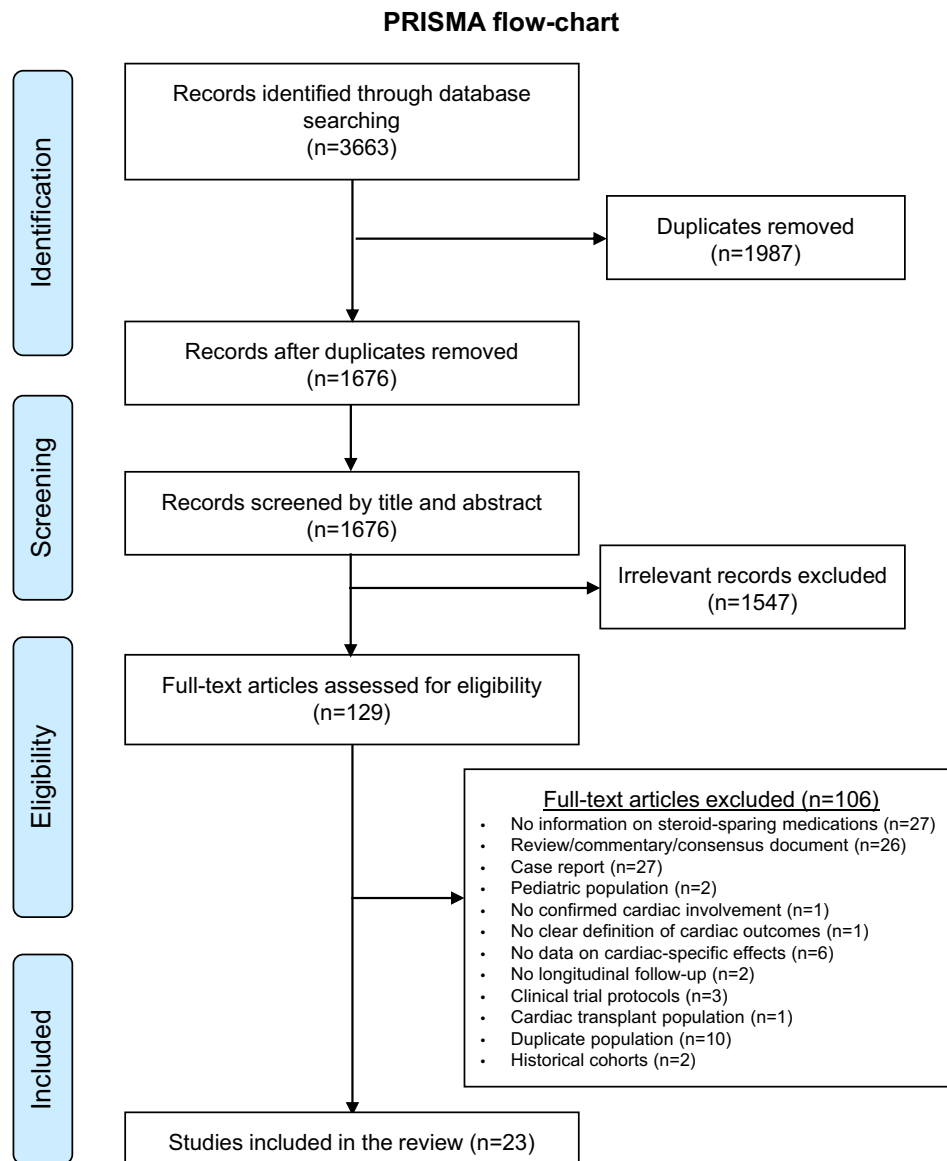 PRISMA flow-chart
Identification
Records identified through database
searching
(n=3663)
Duplicates removed
(n=1987)
Records after duplicates removed
(n=1676)
Screening
Records screened by title and abstract
(n=1676)
Irrelevant records excluded
(n=1547)
Eligibility
Full-text articles assessed for eligibility
(n=129)
Full-text articles excluded (n=106)
• No information on steroid-sparing medications (n=27)
• Review/commentary/consensus document (n=26)
• Case report (n=27)
• Pediatric population (n=2)
• No confirmed cardiac involvement (n=1)
• No clear definition of cardiac outcomes (n=1)
• No data on cardiac-specific effects (n=6)
• No longitudinal follow-up (n=2)
• Clinical trial protocols (n=3)
• Cardiac transplant population (n=1)
• Duplicate population (n=10)
• Historical cohorts (n=2)
Included
Studies included in the review (n=23)